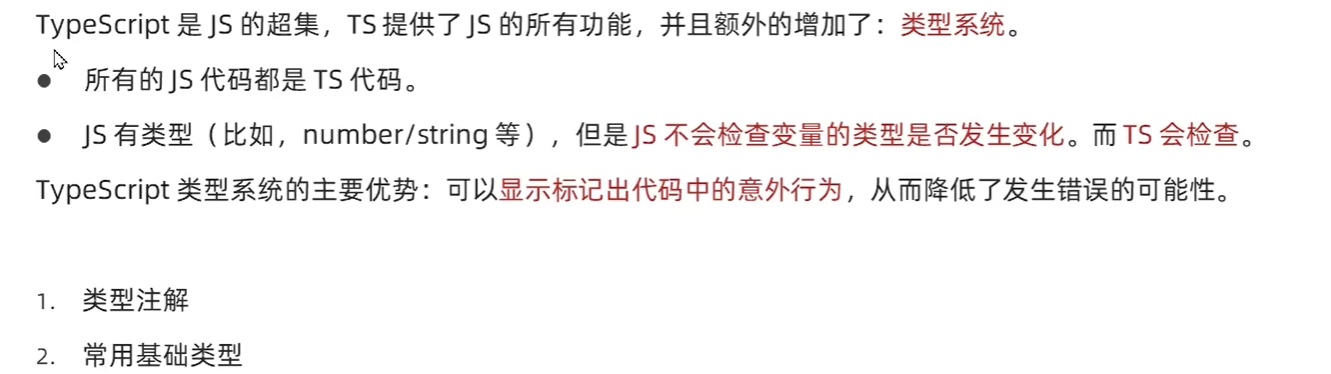 TypeScript 是 JS 的超集，TS 提供了 JS 的所有功能，并且额外的增加了：类型系统。
● 所有的 JS 代码都是 TS 代码。
● JS 有类型（比如，number/string 等），但是 JS 不会检查变量的类型是否发生变化。而 TS 会检查。
TypeScript 类型系统的主要优势：可以显示标记出代码中的意外行为，从而降低了发生错误的可能性。
1. 类型注解
2. 常用基础类型